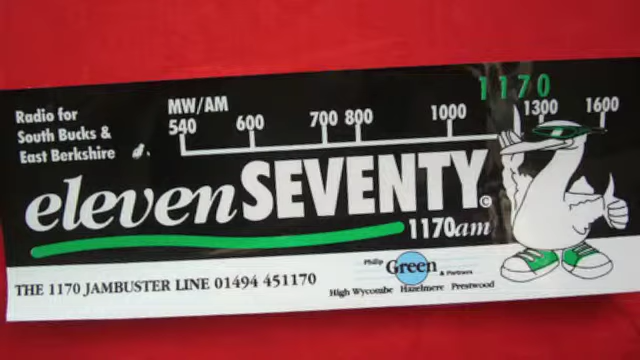 Radio for
South Bucks &
East Berkshire
MW/AM
540 600 700 800 1000 1170 1300 1600
elevenSEVENTY ©
1170am
THE 1170 JAMBUSTER LINE 01494 451170
Philip Green & Partners
High Wycombe Hazelmere Prestwood